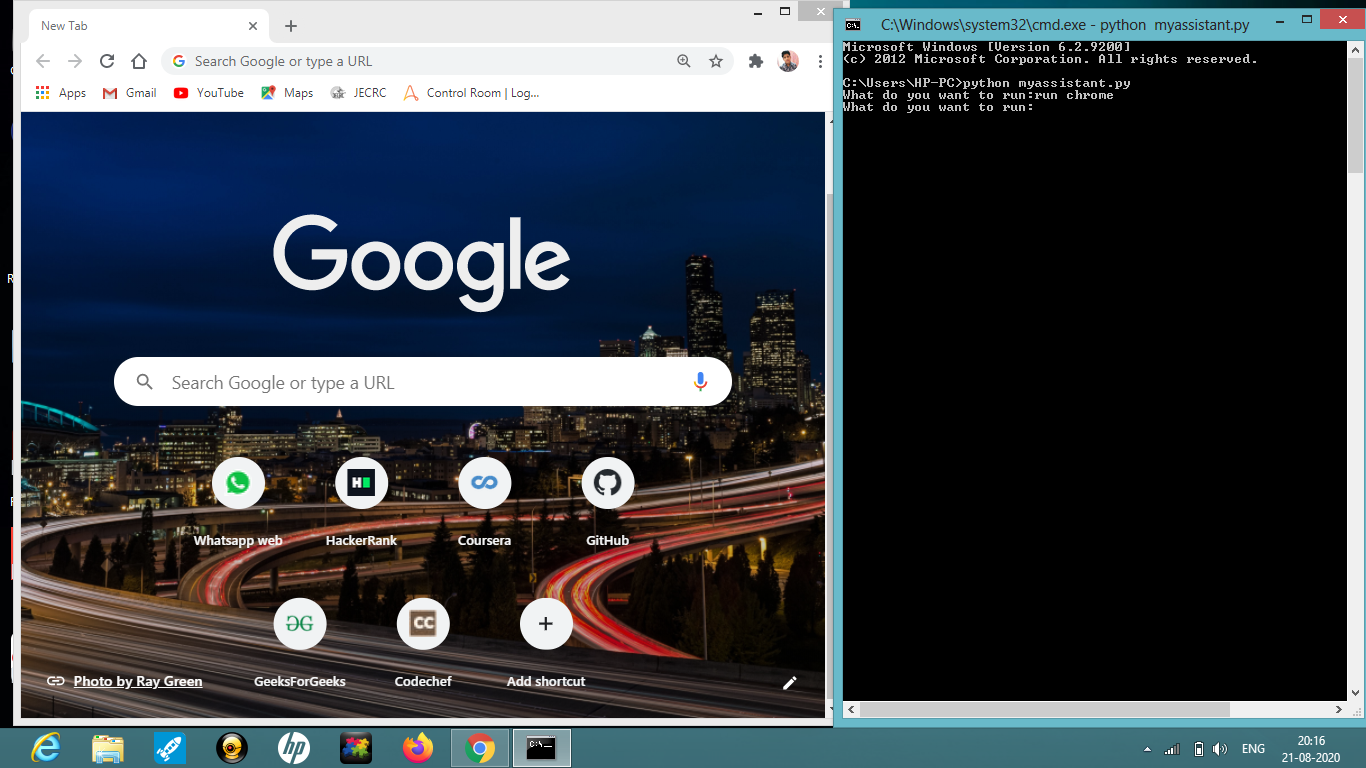 New Tab
Search Google or type a URL
Apps Gmail YouTube Maps JECRC Control Room | Log...
Google
Search Google or type a URL
Whatsapp web HackerRank Coursera GitHub
GeeksForGeeks Codechef Add shortcut
Photo by Ray Green
C:\Windows\system32\cmd.exe - python  myassistant.py
Microsoft Windows [Version 6.2.9200]
(c) 2012 Microsoft Corporation. All rights reserved.
C:\Users\HP-PC>python myassistant.py
What do you want to run:run chrome
What do you want to run:
ENG
20:16
21-08-2020